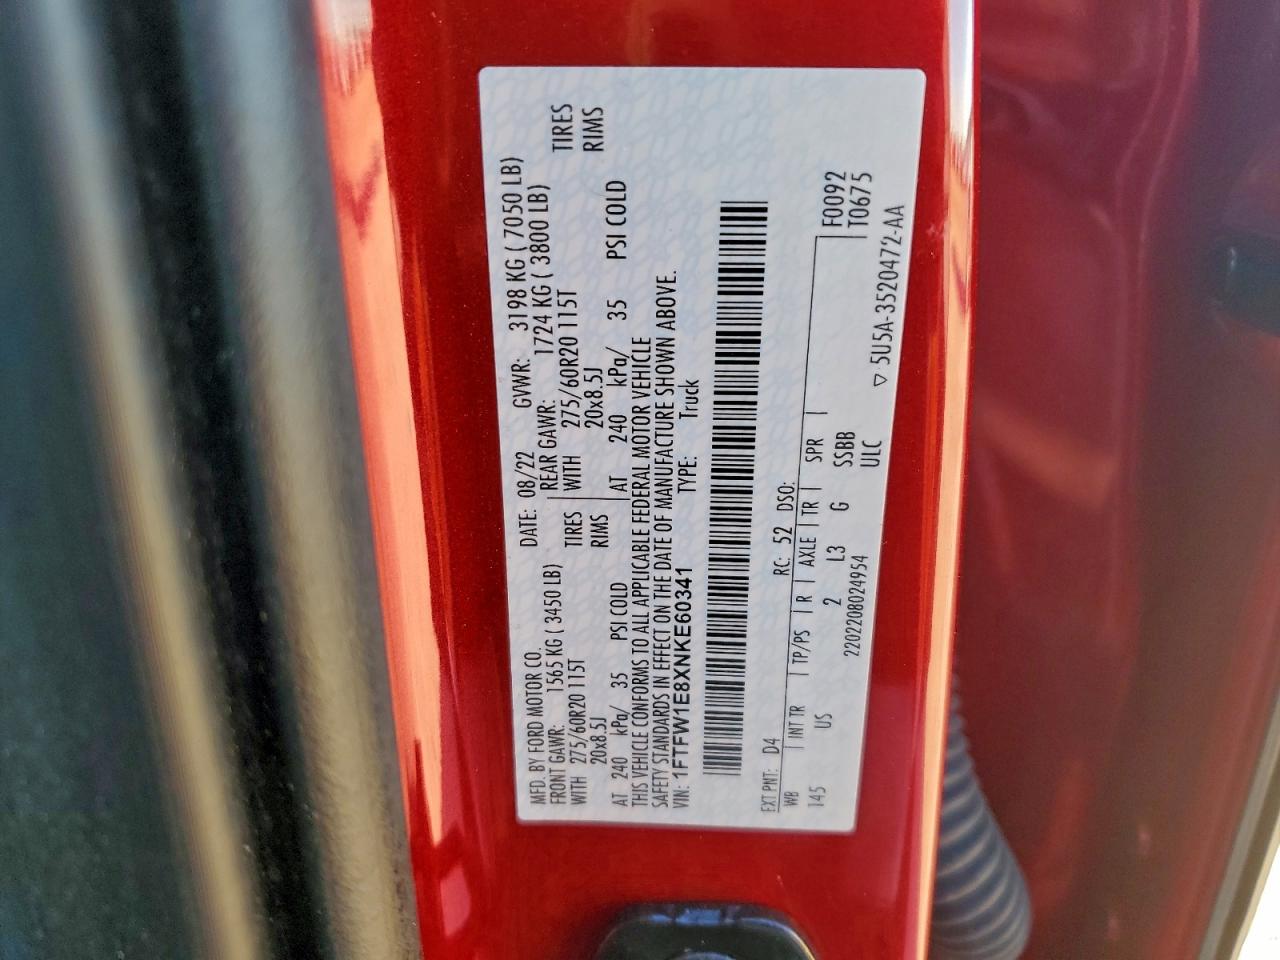 MFD. BY FORD MOTOR CO.
DATE: 08/22 GVWR: 3198 KG ( 7050 LB)
FRONT GAWR: 1565 KG ( 3450 LB) REAR GAWR: 1724 KG ( 3800 LB)
WITH 275/60R20 115T TIRES WITH 275/60R20 115T TIRES
20x8.5J RIMS 20x8.5J RIMS
AT 240 kPa/ 35 PSI COLD AT 240 kPa/ 35 PSI COLD
THIS VEHICLE CONFORMS TO ALL APPLICABLE FEDERAL MOTOR VEHICLE
SAFETY STANDARDS IN EFFECT ON THE DATE OF MANUFACTURE SHOWN ABOVE.
VIN: 1FTFW1E8XNKE60341 TYPE: Truck
EXT PNT: D4 RC: 52 DSO:
WB INT TR TP/PS R AXLE TR SPR F0092
145 US 2 L3 G SSBB T0675
2202208024954 ULC
▽ 5U5A-3520472-AA